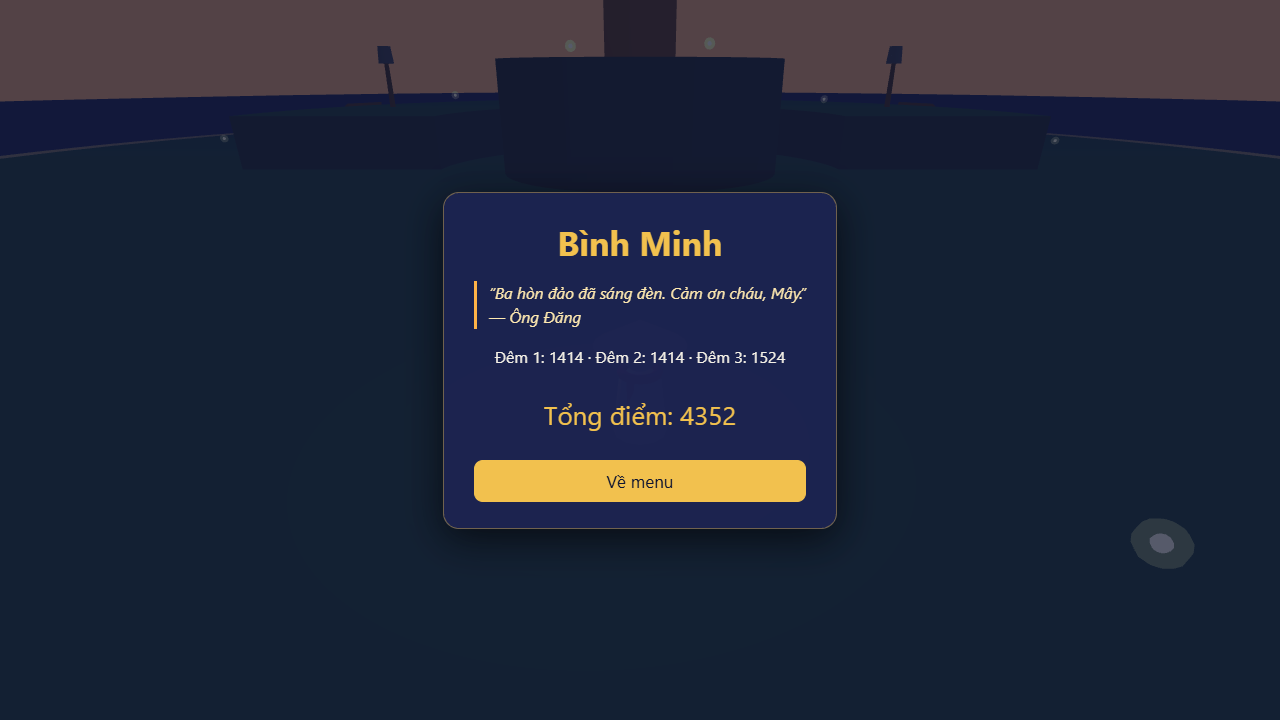 Bình Minh
“Ba hòn đảo đã sáng đèn. Cảm ơn cháu, Mây.”
— Ông Đăng
Đêm 1: 1414 · Đêm 2: 1414 · Đêm 3: 1524
Tổng điểm: 4352
Về menu